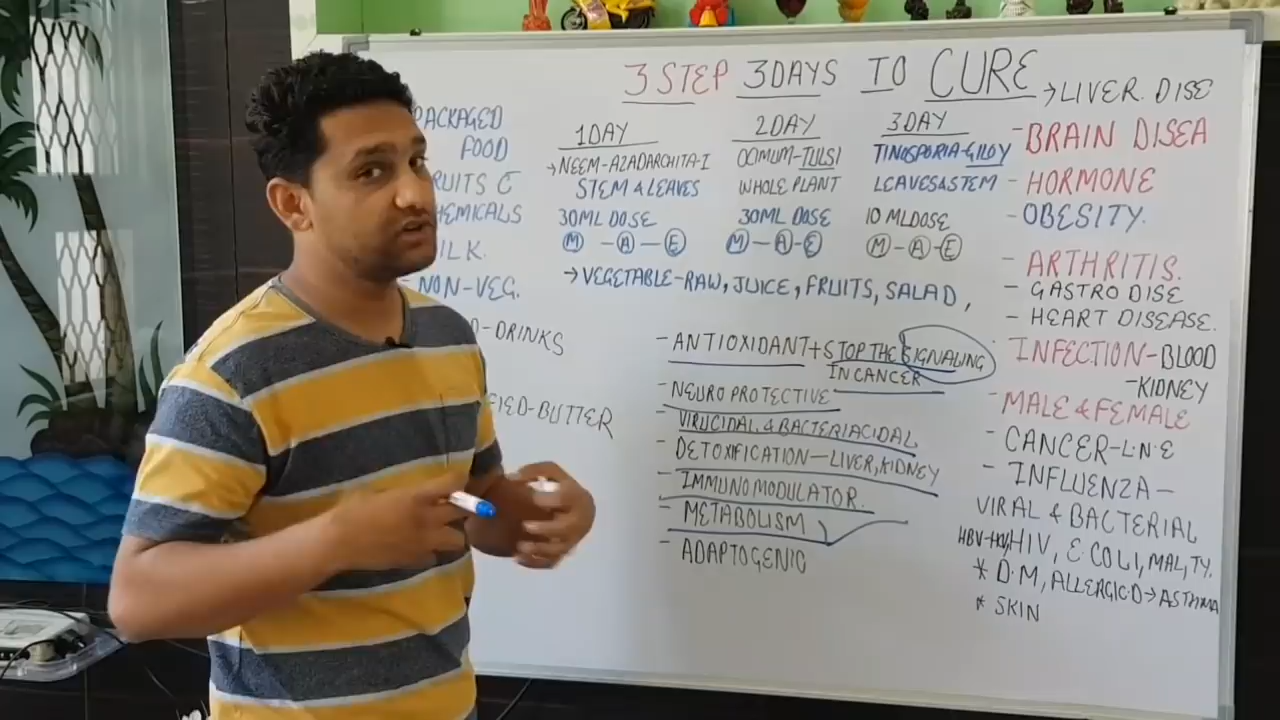 3 STEP 3DAYS TO CURE
→LIVER. DISE
PACKAGED
FOOD
RUITS C̄
HEMICALS
ILK.
-NON-VEG.
D-DRINKS
FIED-BUTTER
1DAY
→NEEM-AZADARCHITA-I
STEM & LEAVES
30ML DOSE
M-A-E
2DAY
OCIMUM-TULSI
WHOLE PLANT
30ML DOSE
M-A-E
3DAY
TINOSPORIA-GILOY
LEAVES&STEM
10 MLDOSE
M-A-E
→VEGETABLE-RAW, JUICE, FRUITS, SALAD,
-ANTIOXIDANT+STOP THE SIGNALING
IN CANCER
-NEURO PROTECTIVE
-VIRUCIDAL & BACTERIACIDAL
-DETOXIFICATION-LIVER, KIDNEY
-IMMUNOMODULATOR.
-METABOLISM
-ADAPTOGENIC
-BRAIN DISEA
-HORMONE
-OBESITY.
-ARTHRITIS.
-GASTRO DISE
-HEART DISEASE.
-INFECTION-BLOOD
-KIDNEY
-MALE & FEMALE
-CANCER-L·N·E
-INFLUENZA-
VIRAL & BACTERIAL
HIV, E.COLI, MAL, TY.
* D·M, ALLERGIC·D→ASTHMA
* SKIN